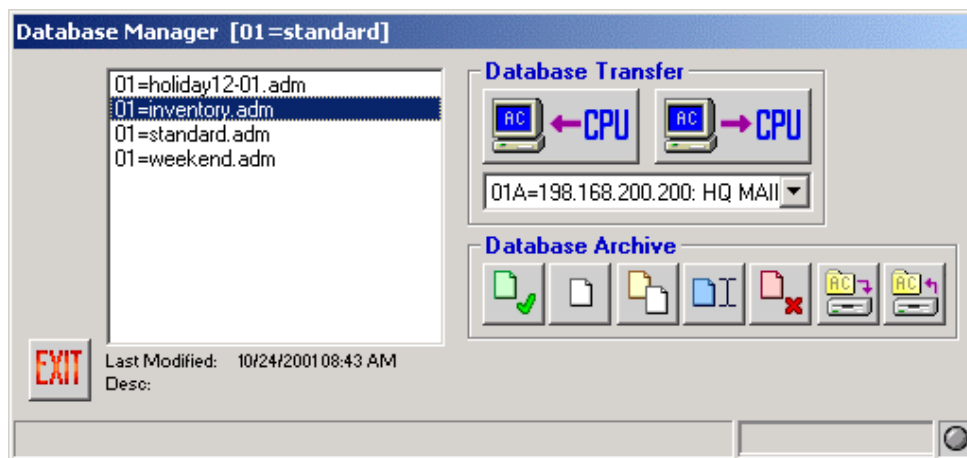 Database Manager [01=standard]
01=holiday12-01.adm
01=inventory.adm
01=standard.adm
01=weekend.adm
Database Transfer
AC CPU
AC CPU
01A=198.168.200.200: HQ MAII
Database Archive
AC
AC
EXIT
Last Modified: 10/24/2001 08:43 AM
Desc: